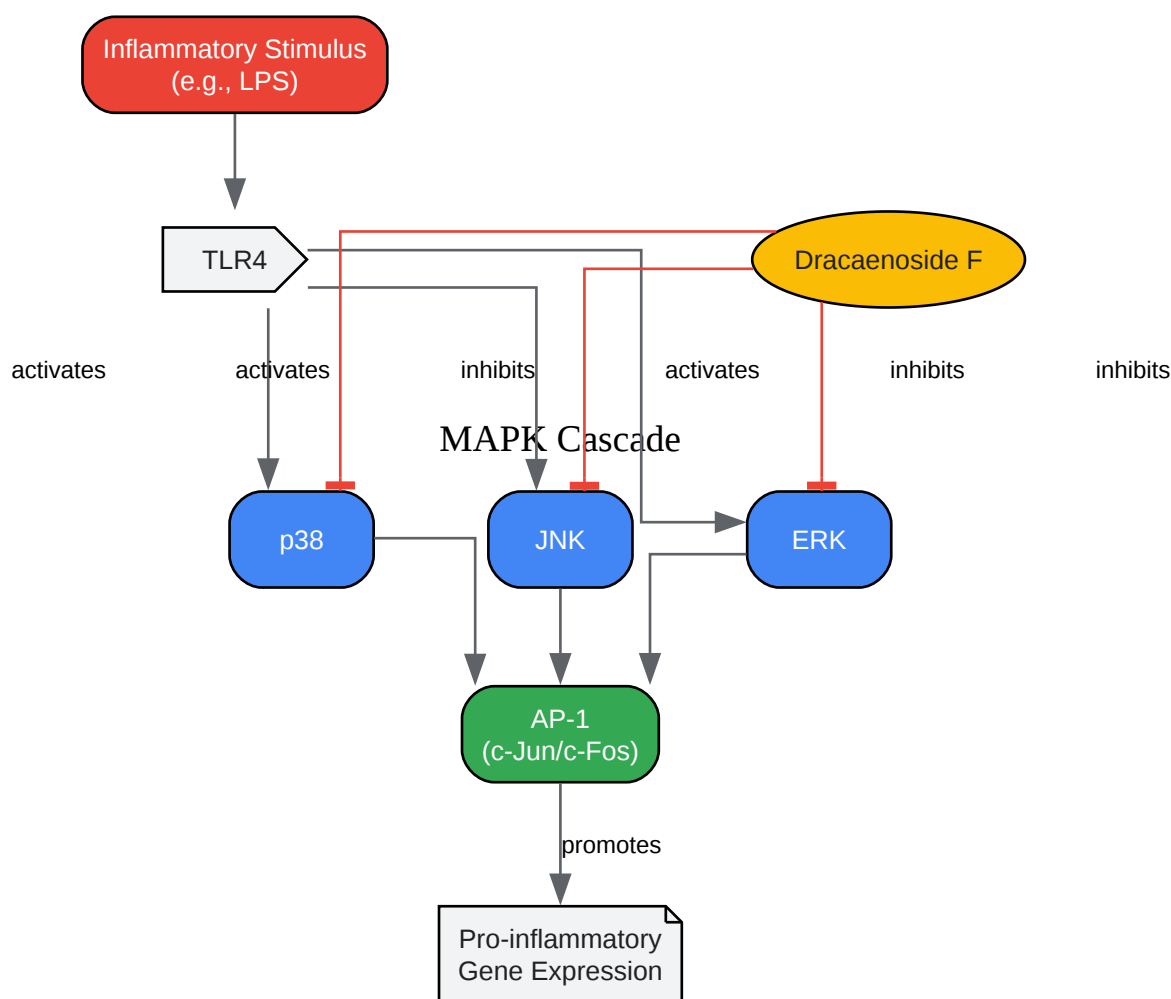 Inflammatory Stimulus
(e.g., LPS)
TLR4
Dracaenoside F
activates
activates
inhibits
activates
inhibits
inhibits
MAPK Cascade
p38
JNK
ERK
AP-1
(c-Jun/c-Fos)
promotes
Pro-inflammatory
Gene Expression